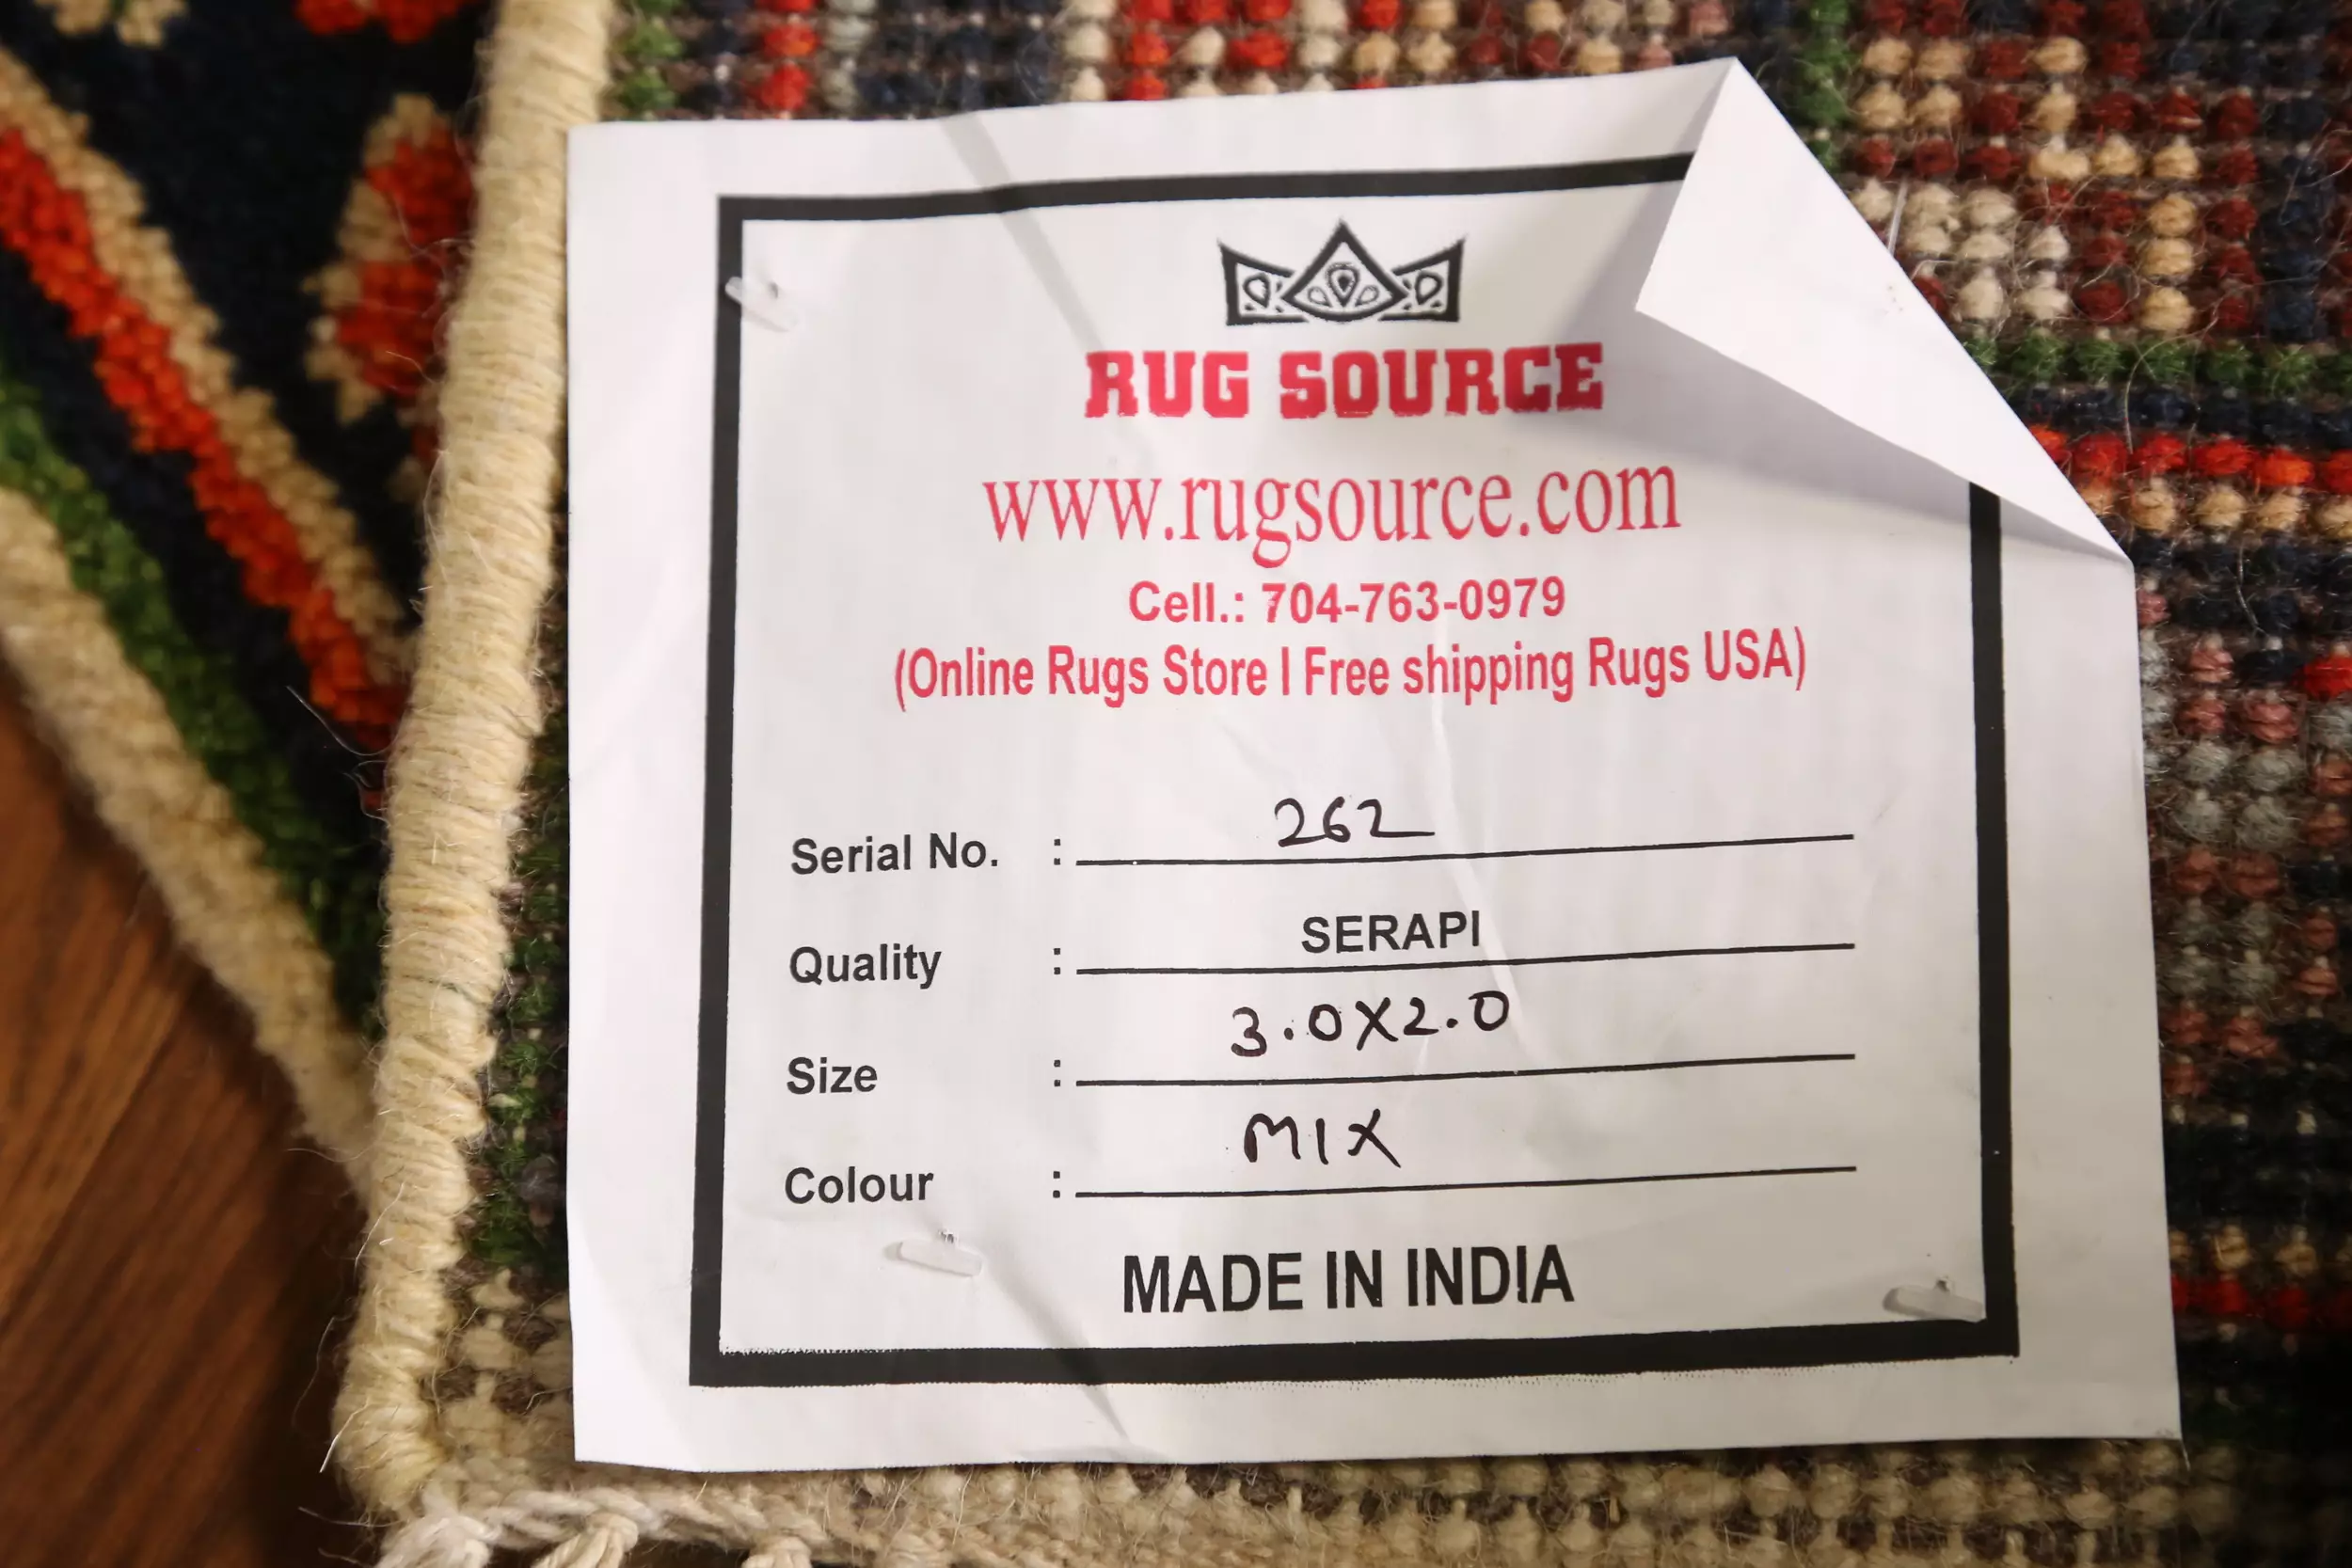 RUG SOURCE
www.rugsource.com
Cell.: 704-763-0979
(Online Rugs Store I Free shipping Rugs USA)
Serial No. : 262
Quality : SERAPI
Size : 3.0X2.0
Colour : MIX
MADE IN INDIA